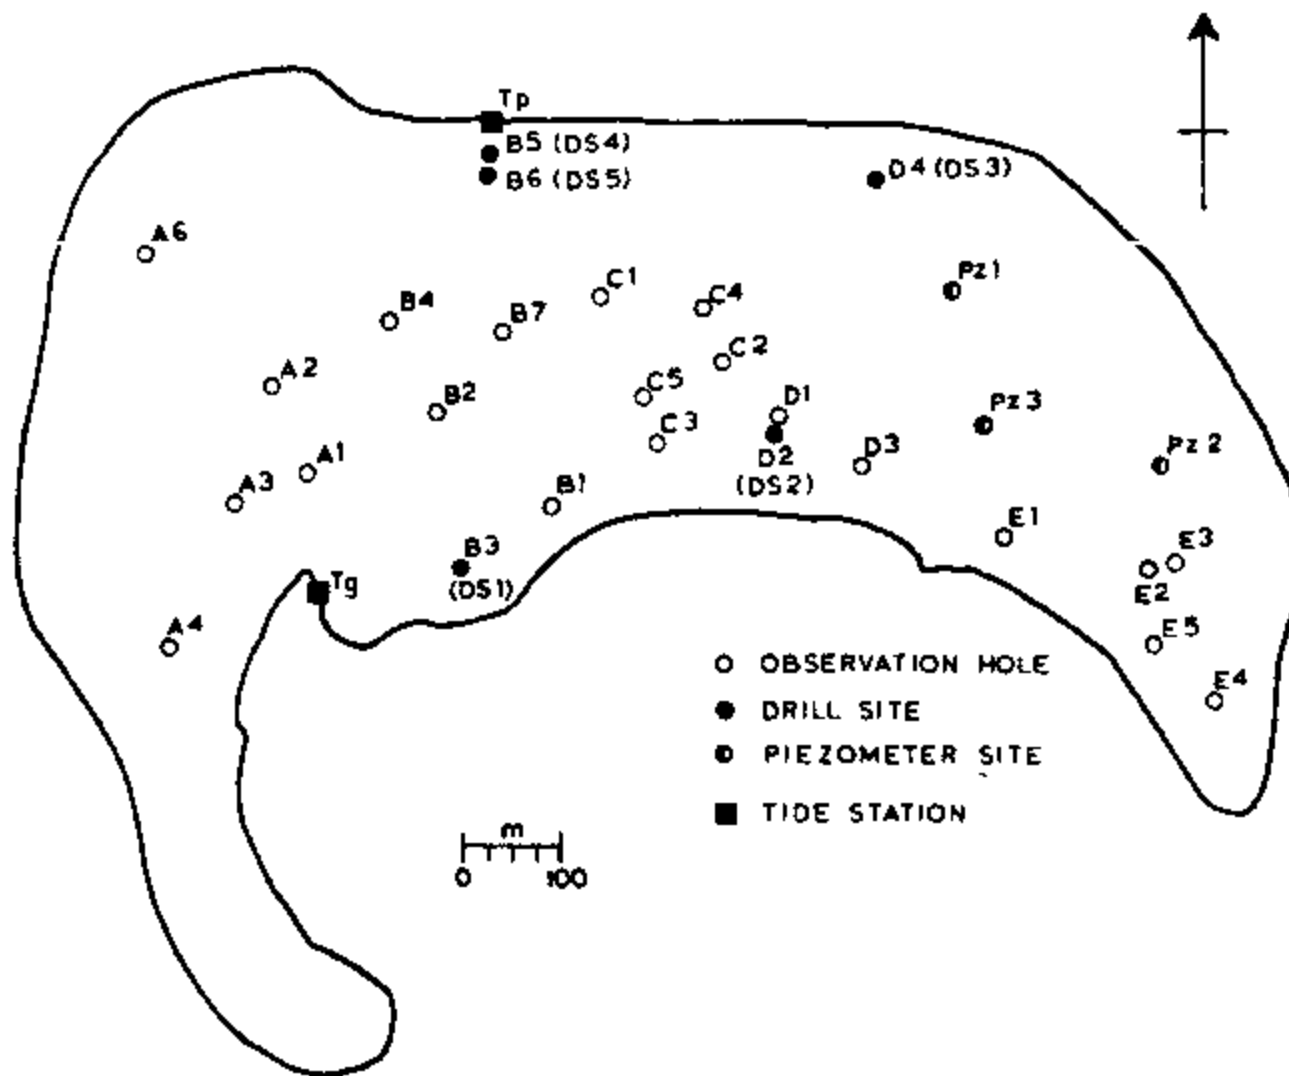 Tp
B5 (DS4)
B6 (DS5)
D4 (DS3)
A6
Pz1
C1
C4
B4
B7
C2
A2
C5
B2
D1
Pz3
C3
D2
(DS2)
D3
Pz2
A1
A3
B1
E1
B3
(DS1)
E3
E2
Tg
A4
E5
E4
OBSERVATION HOLE
DRILL SITE
PIEZOMETER SITE
TIDE STATION
m
0 100